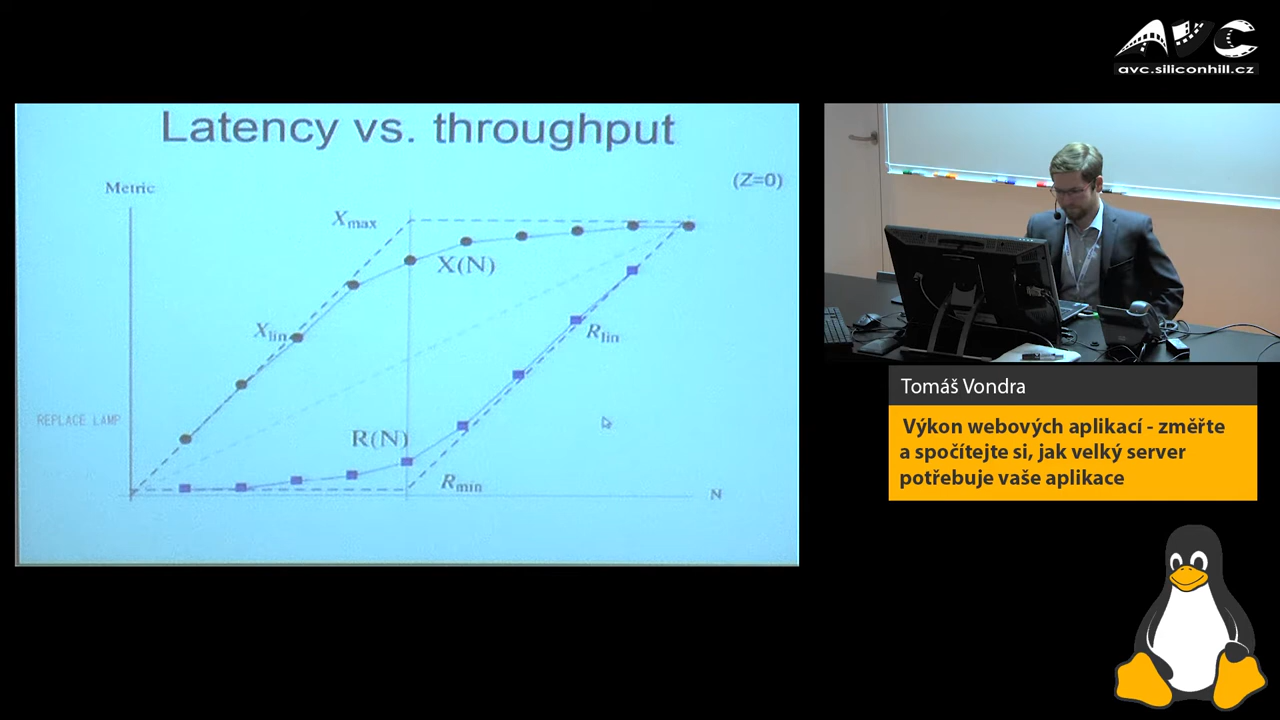 AVC
avc.siliconhill.cz
Latency vs. throughput
(Z=0)
Metric
Xmax
X(N)
Xlin
Rlin
REPLACE LAMP
R(N)
Rmin
N
Tomáš Vondra
Výkon webových aplikací - změřte
a spočítejte si, jak velký server
potřebuje vaše aplikace